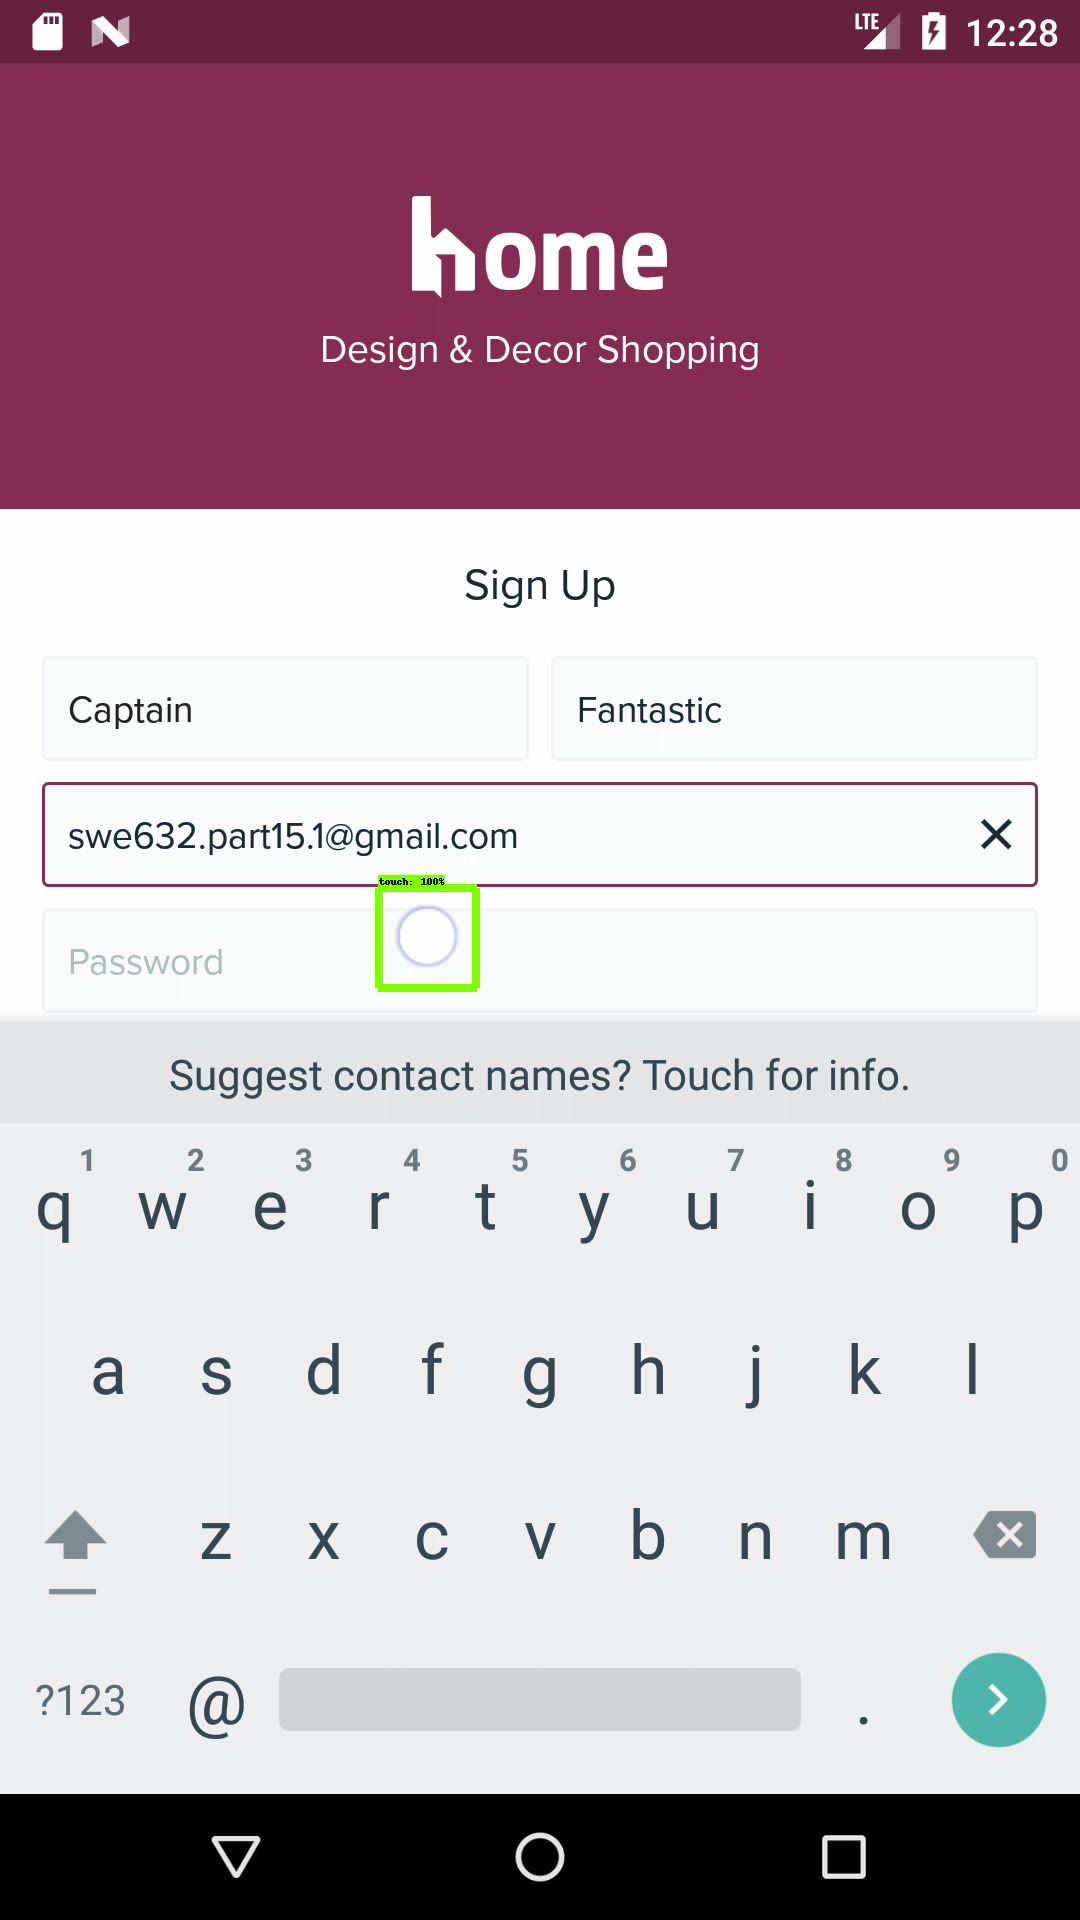 LTE 12:28
home
Design & Decor Shopping
Sign Up
Captain Fantastic
swe632.part15.1@gmail.com
touch: 100%
Password
Suggest contact names? Touch for info.
1 2 3 4 5 6 7 8 9 0
q w e r t y u i o p
a s d f g h j k l
z x c v b n m
?123 @ .